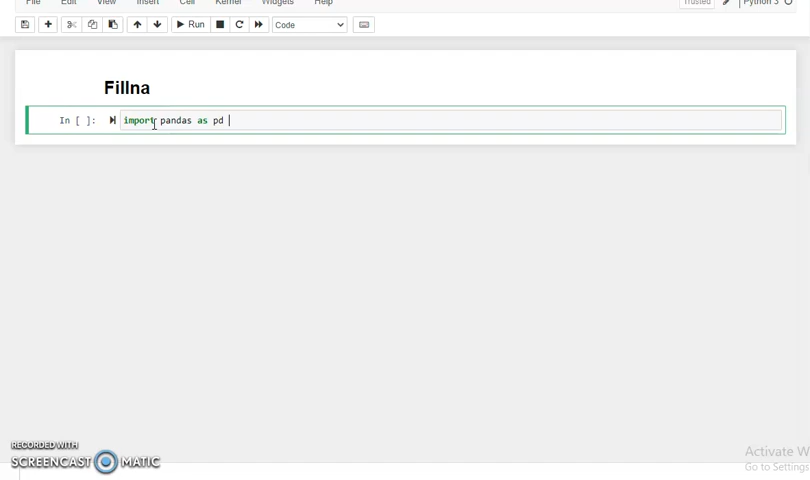 File Edit View Insert Cell Kernel Widgets Help Trusted Python 3
Run Code
Fillna
In [ ]: import pandas as pd
RECORDED WITH
SCREENCAST MATIC
Activate W
Go to Settings